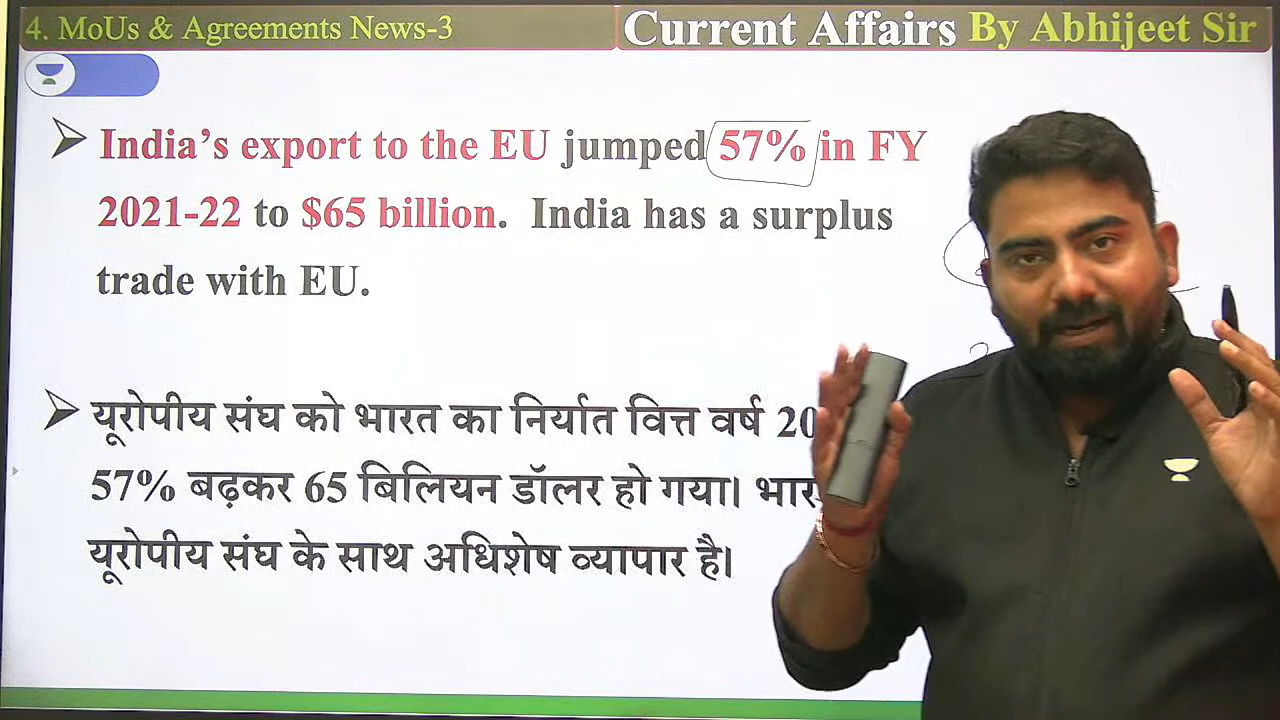 4. MoUs & Agreements News-3
Current Affairs By Abhijeet Sir
India's export to the EU jumped 57% in FY
2021-22 to $65 billion. India has a surplus
trade with EU.
यूरोपीय संघ को भारत का निर्यात वित्त वर्ष 20
57% बढ़कर 65 बिलियन डॉलर हो गया।
यूरोपीय संघ के साथ अधिशेष व्यापार है।